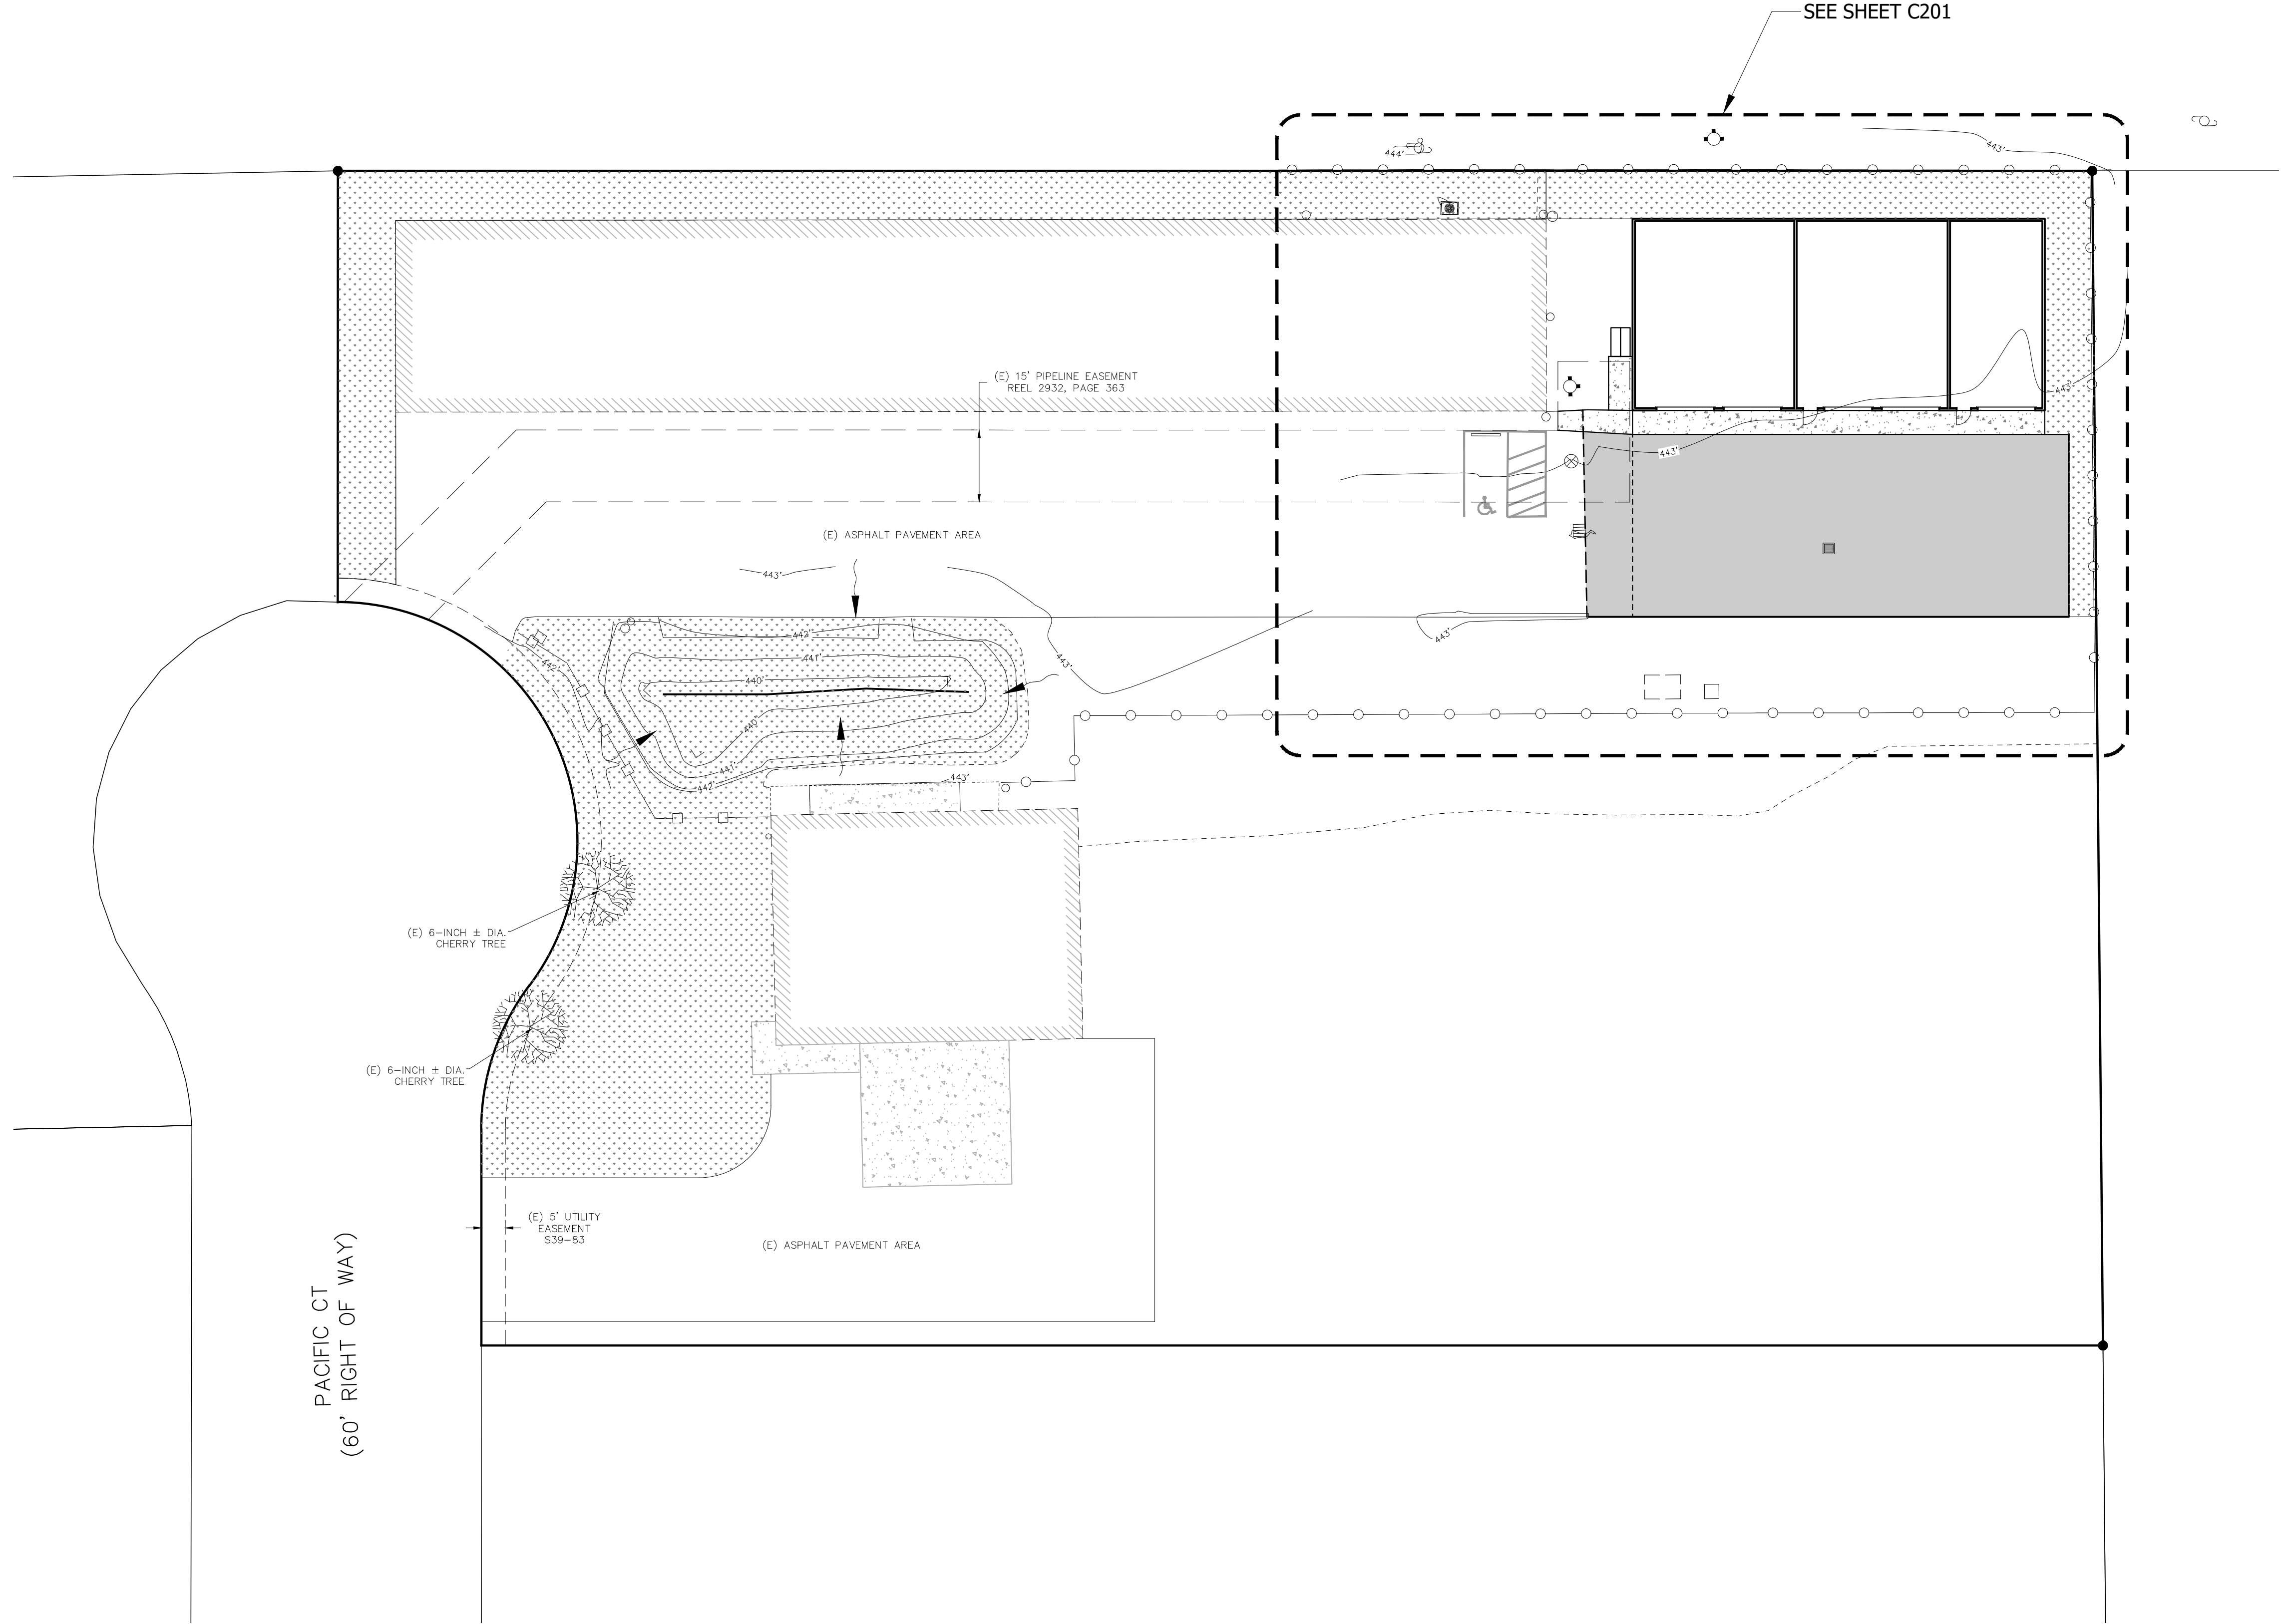 SEE SHEET C201
444'
443'
(E) 15' PIPELINE EASEMENT
REEL 2932, PAGE 363
443'
443'
(E) ASPHALT PAVEMENT AREA
443'
443'
443'
442'
441'
440'
442'
440'
441'
442'
443'
(E) 6-INCH ± DIA.
CHERRY TREE
(E) 6-INCH ± DIA.
CHERRY TREE
(E) 5' UTILITY
EASEMENT
S39-83
(E) ASPHALT PAVEMENT AREA
PACIFIC CT
(60' RIGHT OF WAY)